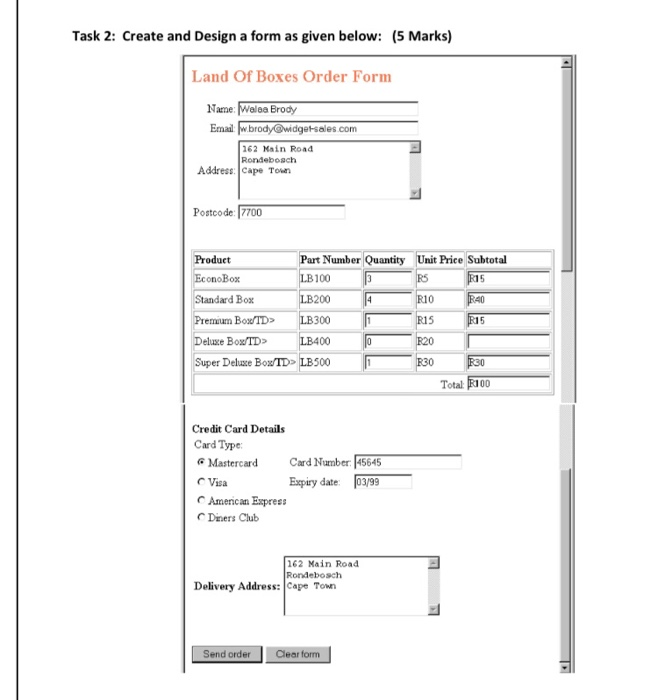 Task 2: Create and Design a form as given below: (5 Marks)
Land Of Boxes Order Form
Name: Walaa Brody
Email: w.brody@widget-sales.com
162 Main Road
Rondebosch
Address: Cape Town
Postcode: 7700
Product Part Number Quantity Unit Price Subtotal
EconoBox LB100 3 R5 R15
Standard Box LB200 4 R10 R40
Premium Box/TD> LB300 1 R15 R15
Deluxe Box/TD> LB400 0 R20
Super Deluxe Box/TD> LB500 1 R30 R30
Total: R100
Credit Card Details
Card Type:
Mastercard Card Number: 45645
Visa Expiry date: 03/99
American Express
Diners Club
162 Main Road
Rondebosch
Delivery Address: Cape Town
Send order Clear form